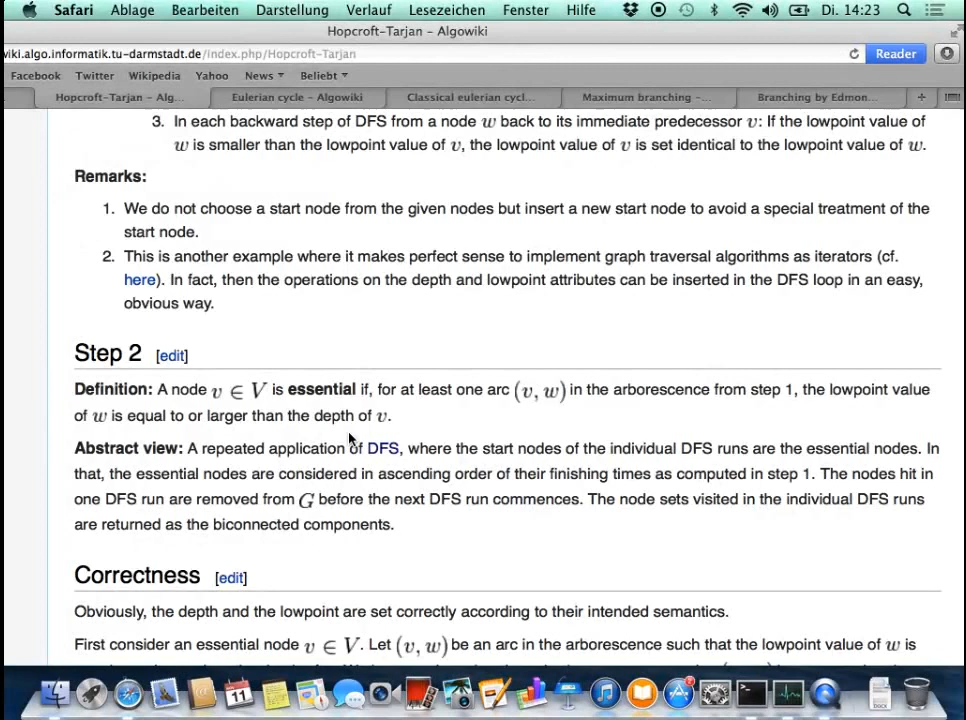 Safari Ablage Bearbeiten Darstellung Verlauf Lesezeichen Fenster Hilfe Di. 14:23
Hopcroft-Tarjan – Algowiki
viki.algo.informatik.tu-darmstadt.de/index.php/Hopcroft-Tarjan Reader
Facebook Twitter Wikipedia Yahoo News Beliebt
Hopcroft-Tarjan – Alg... Eulerian cycle – Algowiki Classical eulerian cycl... Maximum branching –... Branching by Edmon... +
3. In each backward step of DFS from a node w back to its immediate predecessor v: If the lowpoint value of
w is smaller than the lowpoint value of v, the lowpoint value of v is set identical to the lowpoint value of w.
Remarks:
1. We do not choose a start node from the given nodes but insert a new start node to avoid a special treatment of the
start node.
2. This is another example where it makes perfect sense to implement graph traversal algorithms as iterators (cf.
here). In fact, then the operations on the depth and lowpoint attributes can be inserted in the DFS loop in an easy,
obvious way.
Step 2 [edit]
Definition: A node v ∈ V is essential if, for at least one arc (v, w) in the arborescence from step 1, the lowpoint value
of w is equal to or larger than the depth of v.
Abstract view: A repeated application of DFS, where the start nodes of the individual DFS runs are the essential nodes. In
that, the essential nodes are considered in ascending order of their finishing times as computed in step 1. The nodes hit in
one DFS run are removed from G before the next DFS run commences. The node sets visited in the individual DFS runs
are returned as the biconnected components.
Correctness [edit]
Obviously, the depth and the lowpoint are set correctly according to their intended semantics.
First consider an essential node v ∈ V. Let (v, w) be an arc in the arborescence such that the lowpoint value of w is
11